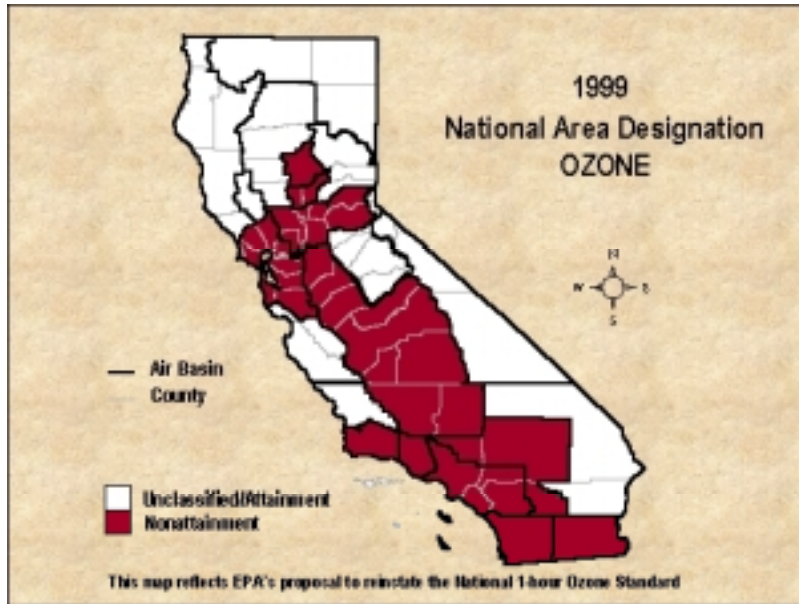 1999
National Area Designation
OZONE
N
W E
S
Air Basin
County
Unclassified/Attainment
Nonattainment
This map reflects EPA's proposal to reinstate the National 1-hour Ozone Standard